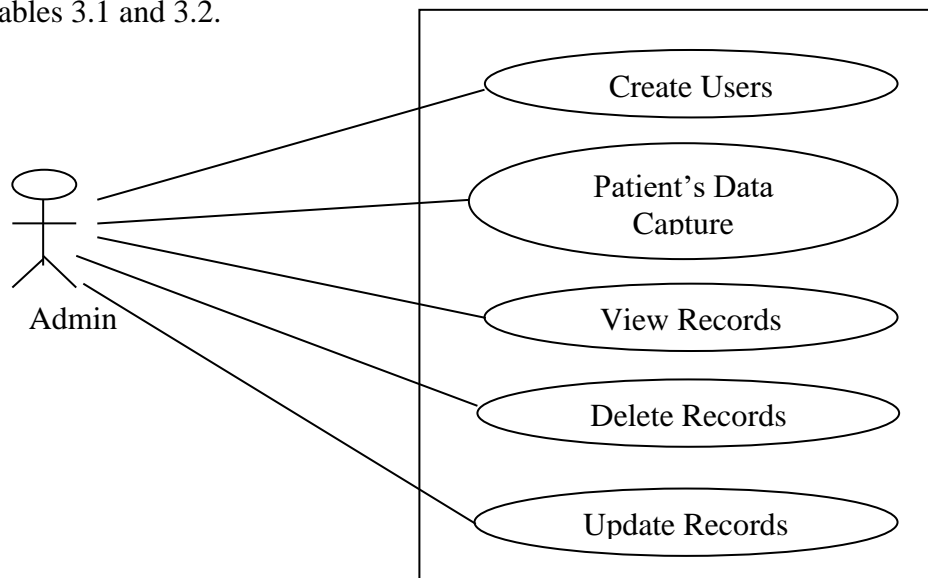 ables 3.1 and 3.2.
Create Users
Patient’s Data
Capture
View Records
Admin
Delete Records
Update Records